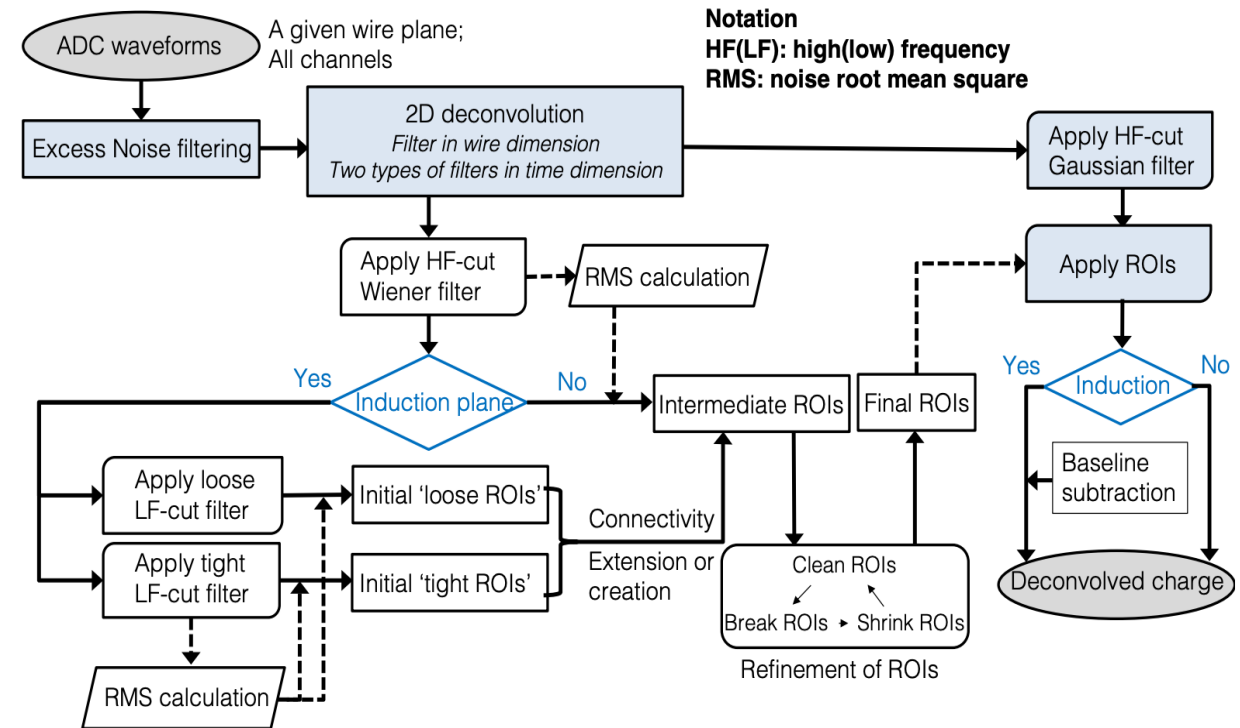 ADC waveforms
A given wire plane;
All channels
Notation
HF(LF): high(low) frequency
RMS: noise root mean square
Excess Noise filtering
2D deconvolution
Filter in wire dimension
Two types of filters in time dimension
Apply HF-cut
Gaussian filter
Apply HF-cut
Wiener filter
RMS calculation
Apply ROIs
Yes
Induction plane
No
Intermediate ROIs
Final ROIs
Yes
Induction
No
Apply loose
LF-cut filter
Initial ‘loose ROIs’
Connectivity
Extension or
creation
Baseline
subtraction
Apply tight
LF-cut filter
Initial ‘tight ROIs’
Clean ROIs
Break ROIs
Shrink ROIs
Refinement of ROIs
Deconvolved charge
RMS calculation